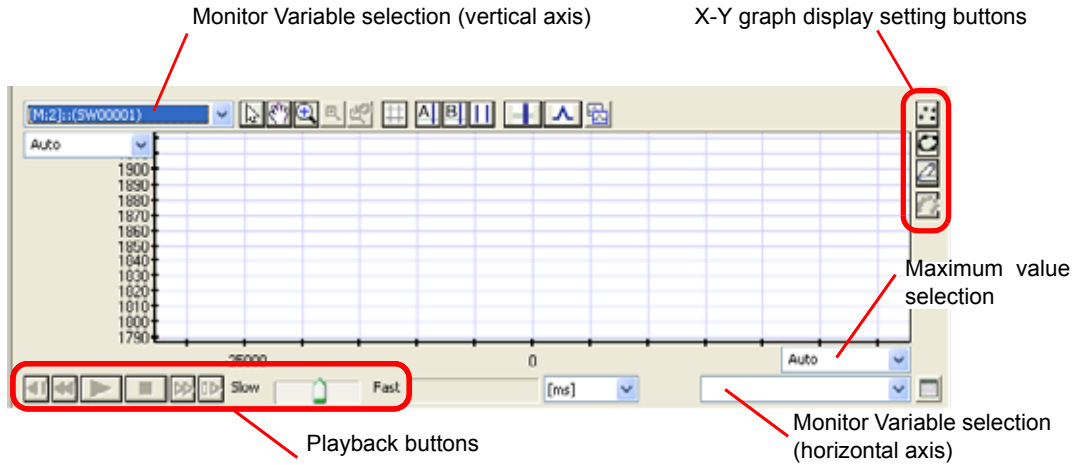 Monitor Variable selection (vertical axis)
X-Y graph display setting buttons
[M:2]::(SW00001)
A B
Auto
1900
1890
1880
1870
1860
1850
1840
1830
1820
1810
1800
1790
Maximum value
selection
-25000 0
Auto
Slow Fast
[ms]
Playback buttons
Monitor Variable selection
(horizontal axis)